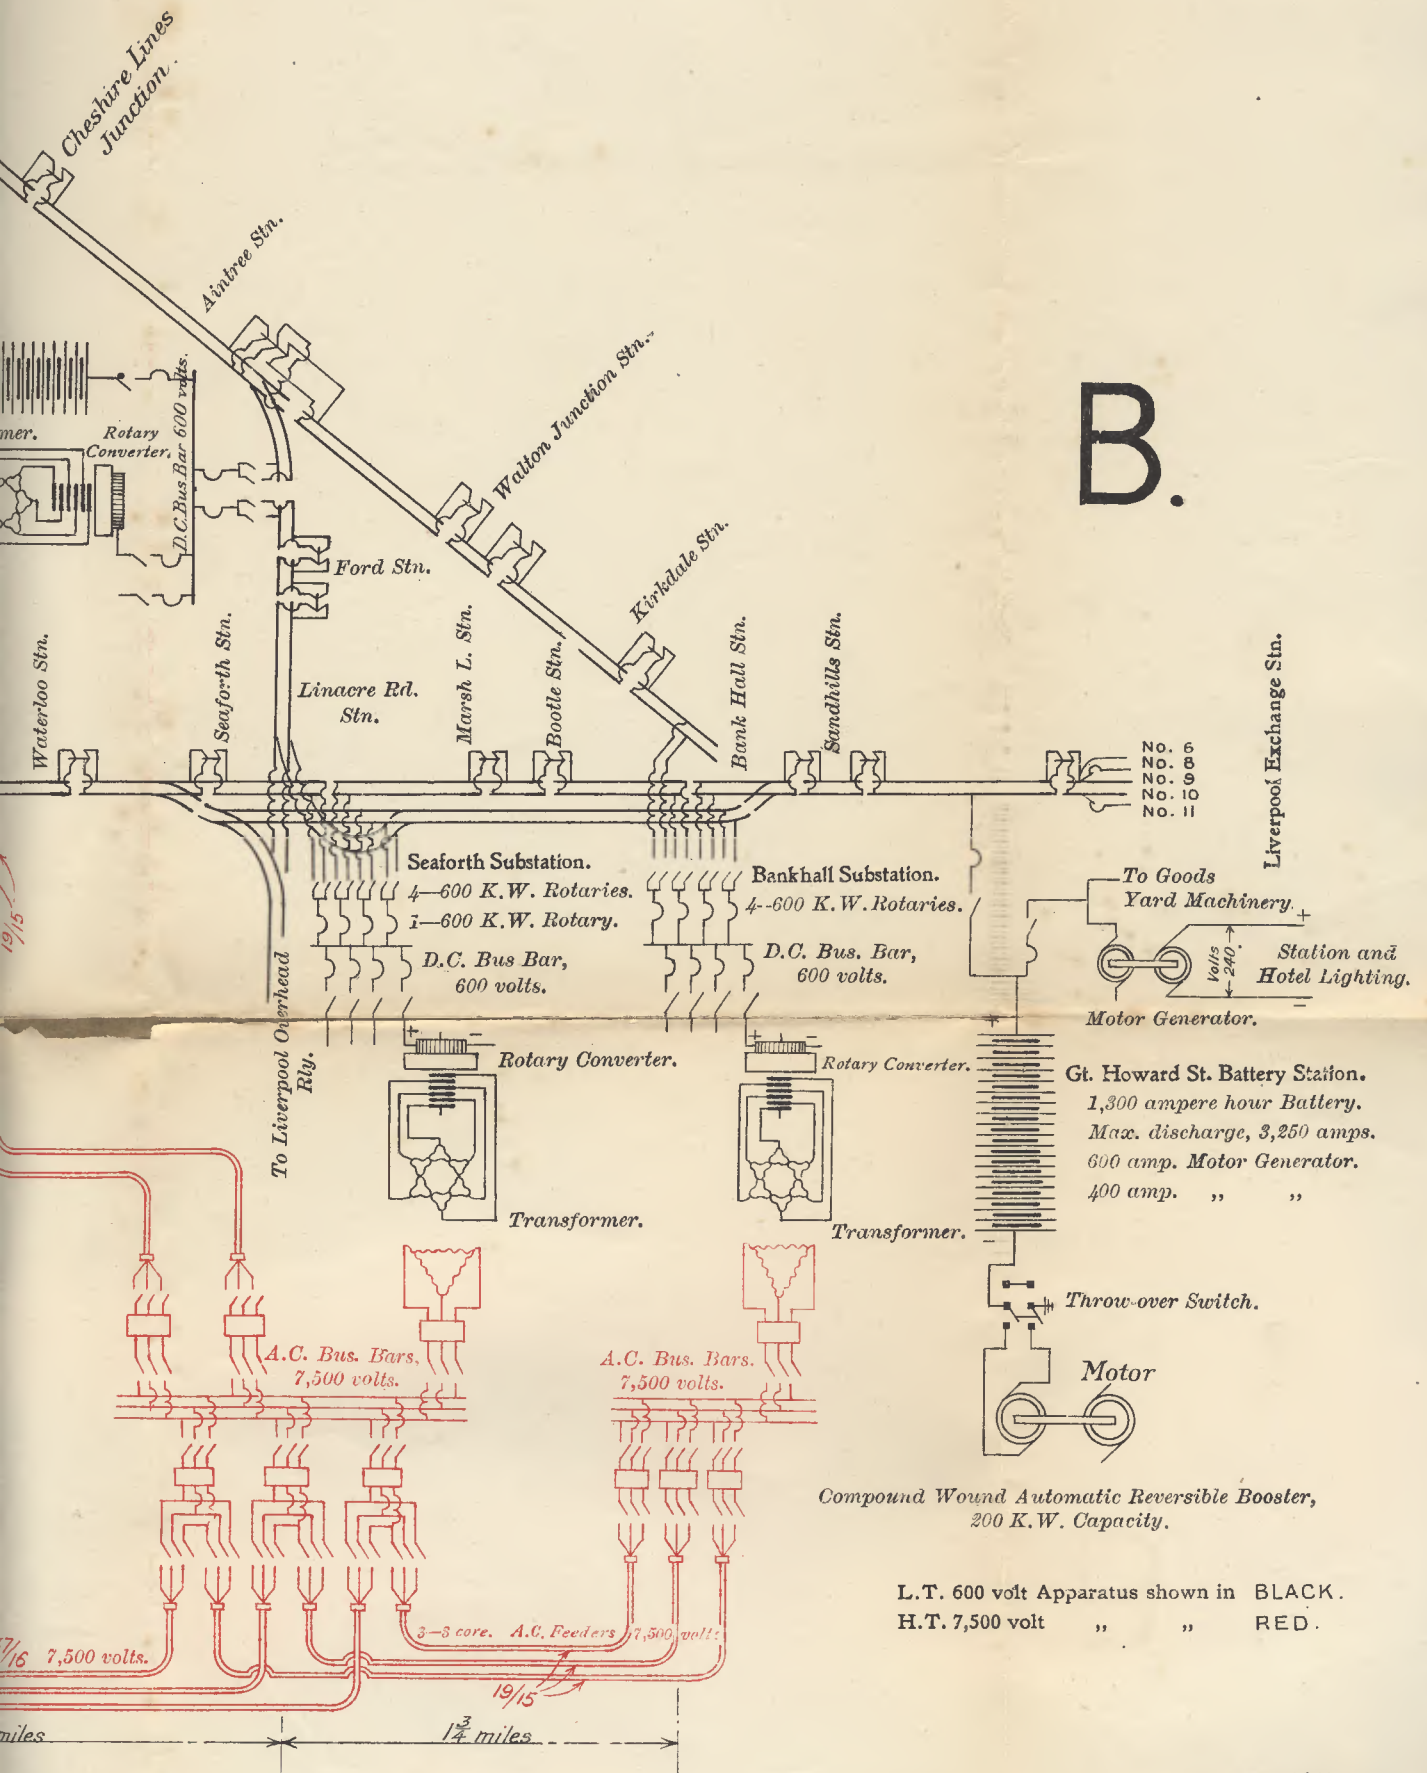 Cheshire Lines
Junction.
Aintree Stn.
Walton Junction Stn.
B.
Rotary
Converter.
D.C. Bus Bar 600 volts.
Ford Stn.
Kirkdale Stn.
Waterloo Stn.
Seaforth Stn.
Linacre Rd.
Stn.
Marsh L. Stn.
Bootle Stn.
Bank Hall Stn.
Sandhills Stn.
No. 6
No. 8
No. 9
No. 10
No. 11
Liverpool Exchange Stn.
19/15
Seaforth Substation.
4—600 K.W. Rotaries.
1—600 K.W. Rotary.
D.C. Bus Bar,
600 volts.
Bankhall Substation.
4--600 K.W. Rotaries.
D.C. Bus. Bar,
600 volts.
To Goods
Yard Machinery.
+
Volts
240.
Station and
Hotel Lighting.
−
Motor Generator.
To Liverpool Overhead
Rly.
+ −
Rotary Converter.
+ −
Rotary Converter.
+
Gt. Howard St. Battery Station.
1,300 ampere hour Battery.
Max. discharge, 3,250 amps.
600 amp. Motor Generator.
400 amp. ,, ,,
−
Transformer.
Transformer.
Throw-over Switch.
A.C. Bus. Bars,
7,500 volts.
A.C. Bus. Bars.
7,500 volts.
Motor
Compound Wound Automatic Reversible Booster,
200 K.W. Capacity.
L.T. 600 volt Apparatus shown in BLACK.
H.T. 7,500 volt ,, ,, RED.
3—3 core. A.C. Feeders 7,500 volts
7,500 volts.
19/15
miles
1¾ miles